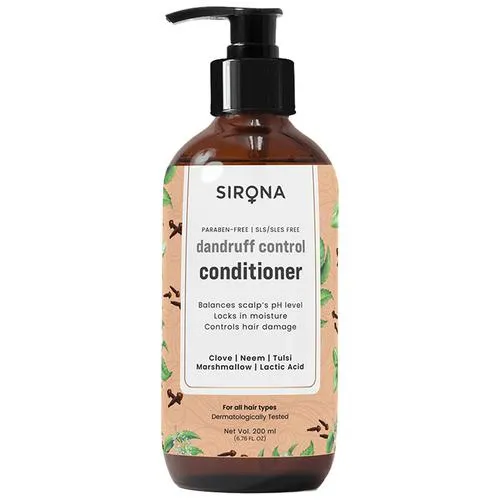 SIRONA
PARABEN-FREE | SLS/SLES FREE
dandruff control
conditioner
Balances scalp's pH level
Locks in moisture
Controls hair damage
Clove | Neem | Tulsi
Marshmallow | Lactic Acid
For all hair types
Dermatologically Tested
Net Vol. 200 ml
(6.76 FL. OZ)